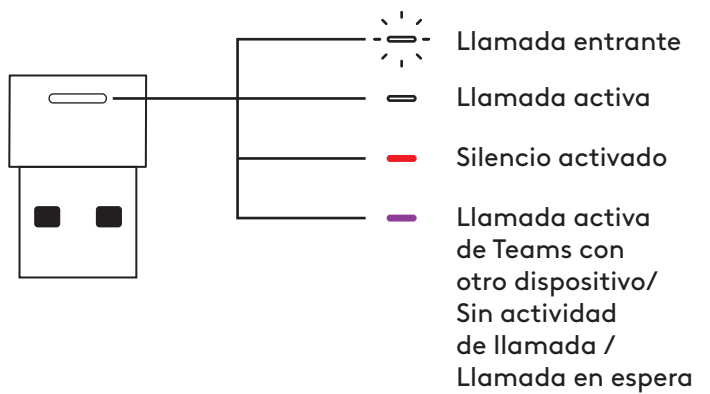 Llamada entrante
Llamada activa
Silencio activado
Llamada activa
de Teams con
otro dispositivo/
Sin actividad
de llamada /
Llamada en espera